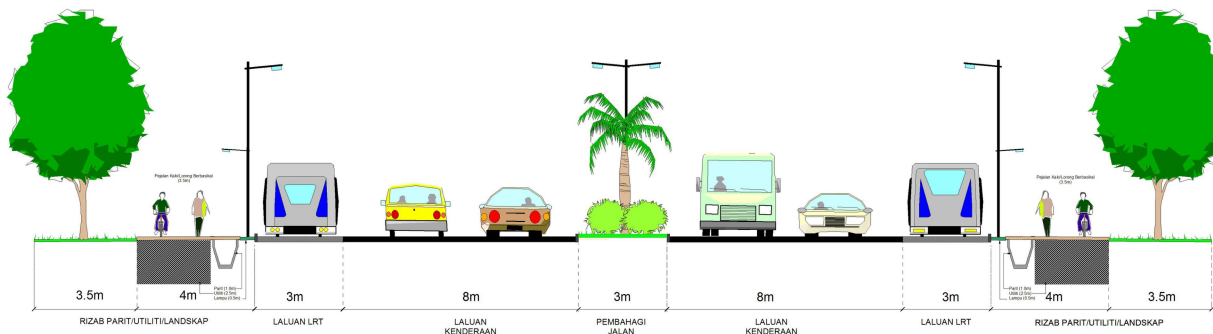 Pejalan Kaki/Lorong Berbasikal
(3.5m)
Pejalan Kaki/Lorong Berbasikal
(3.5m)
Parit (1.0m)
Utiliti (2.5m)
Lampu (0.5m)
Parit (1.0m)
Utiliti (2.5m)
Lampu (0.5m)
3.5m
4m
3m
8m
3m
8m
3m
4m
3.5m
RIZAB PARIT/UTILITI/LANDSKAP
LALUAN LRT
LALUAN
KENDERAAN
PEMBAHAGI
JALAN
LALUAN
KENDERAAN
LALUAN LRT
RIZAB PARIT/UTILITI/LANDSKAP